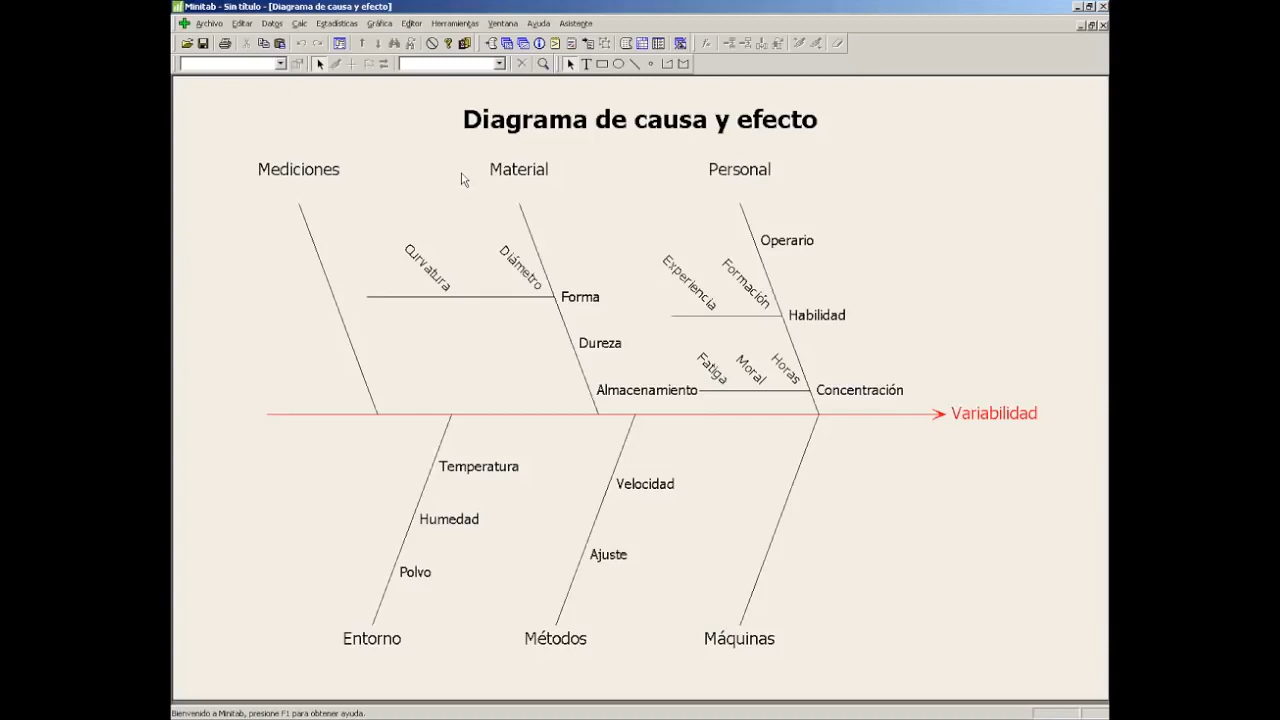 Minitab - Sin título - [Diagrama de causa y efecto]
Archivo Editar Datos Calc Estadísticas Gráfica Editor Herramientas Ventana Ayuda Asistente
Diagrama de causa y efecto
Mediciones Material Personal
Operario
Curvatura Diámetro Experiencia Formación
Forma
Habilidad
Dureza
Fatiga Moral Horas
Almacenamiento Concentración
Variabilidad
Temperatura
Velocidad
Humedad
Ajuste
Polvo
Entorno Métodos Máquinas
Bienvenido a Minitab, presione F1 para obtener ayuda.